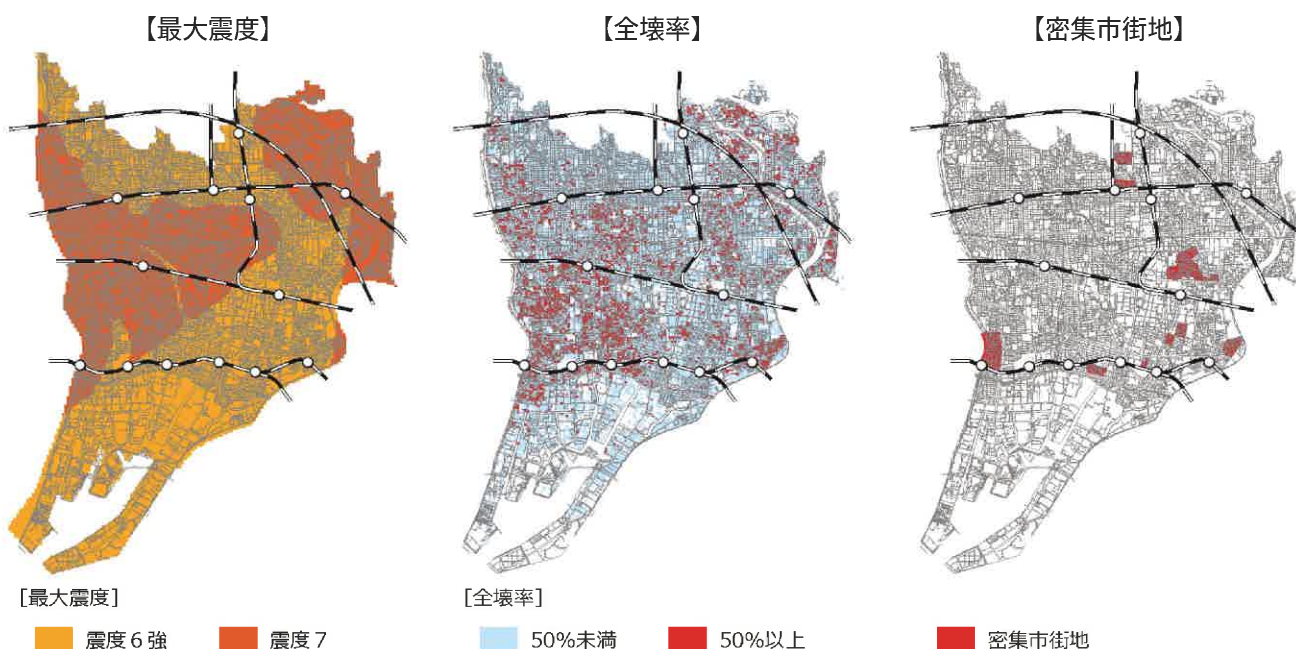 【最大震度】
【全壊率】
【密集市街地】
[最大震度]
震度６強
震度７
[全壊率]
50%未満
50%以上
密集市街地